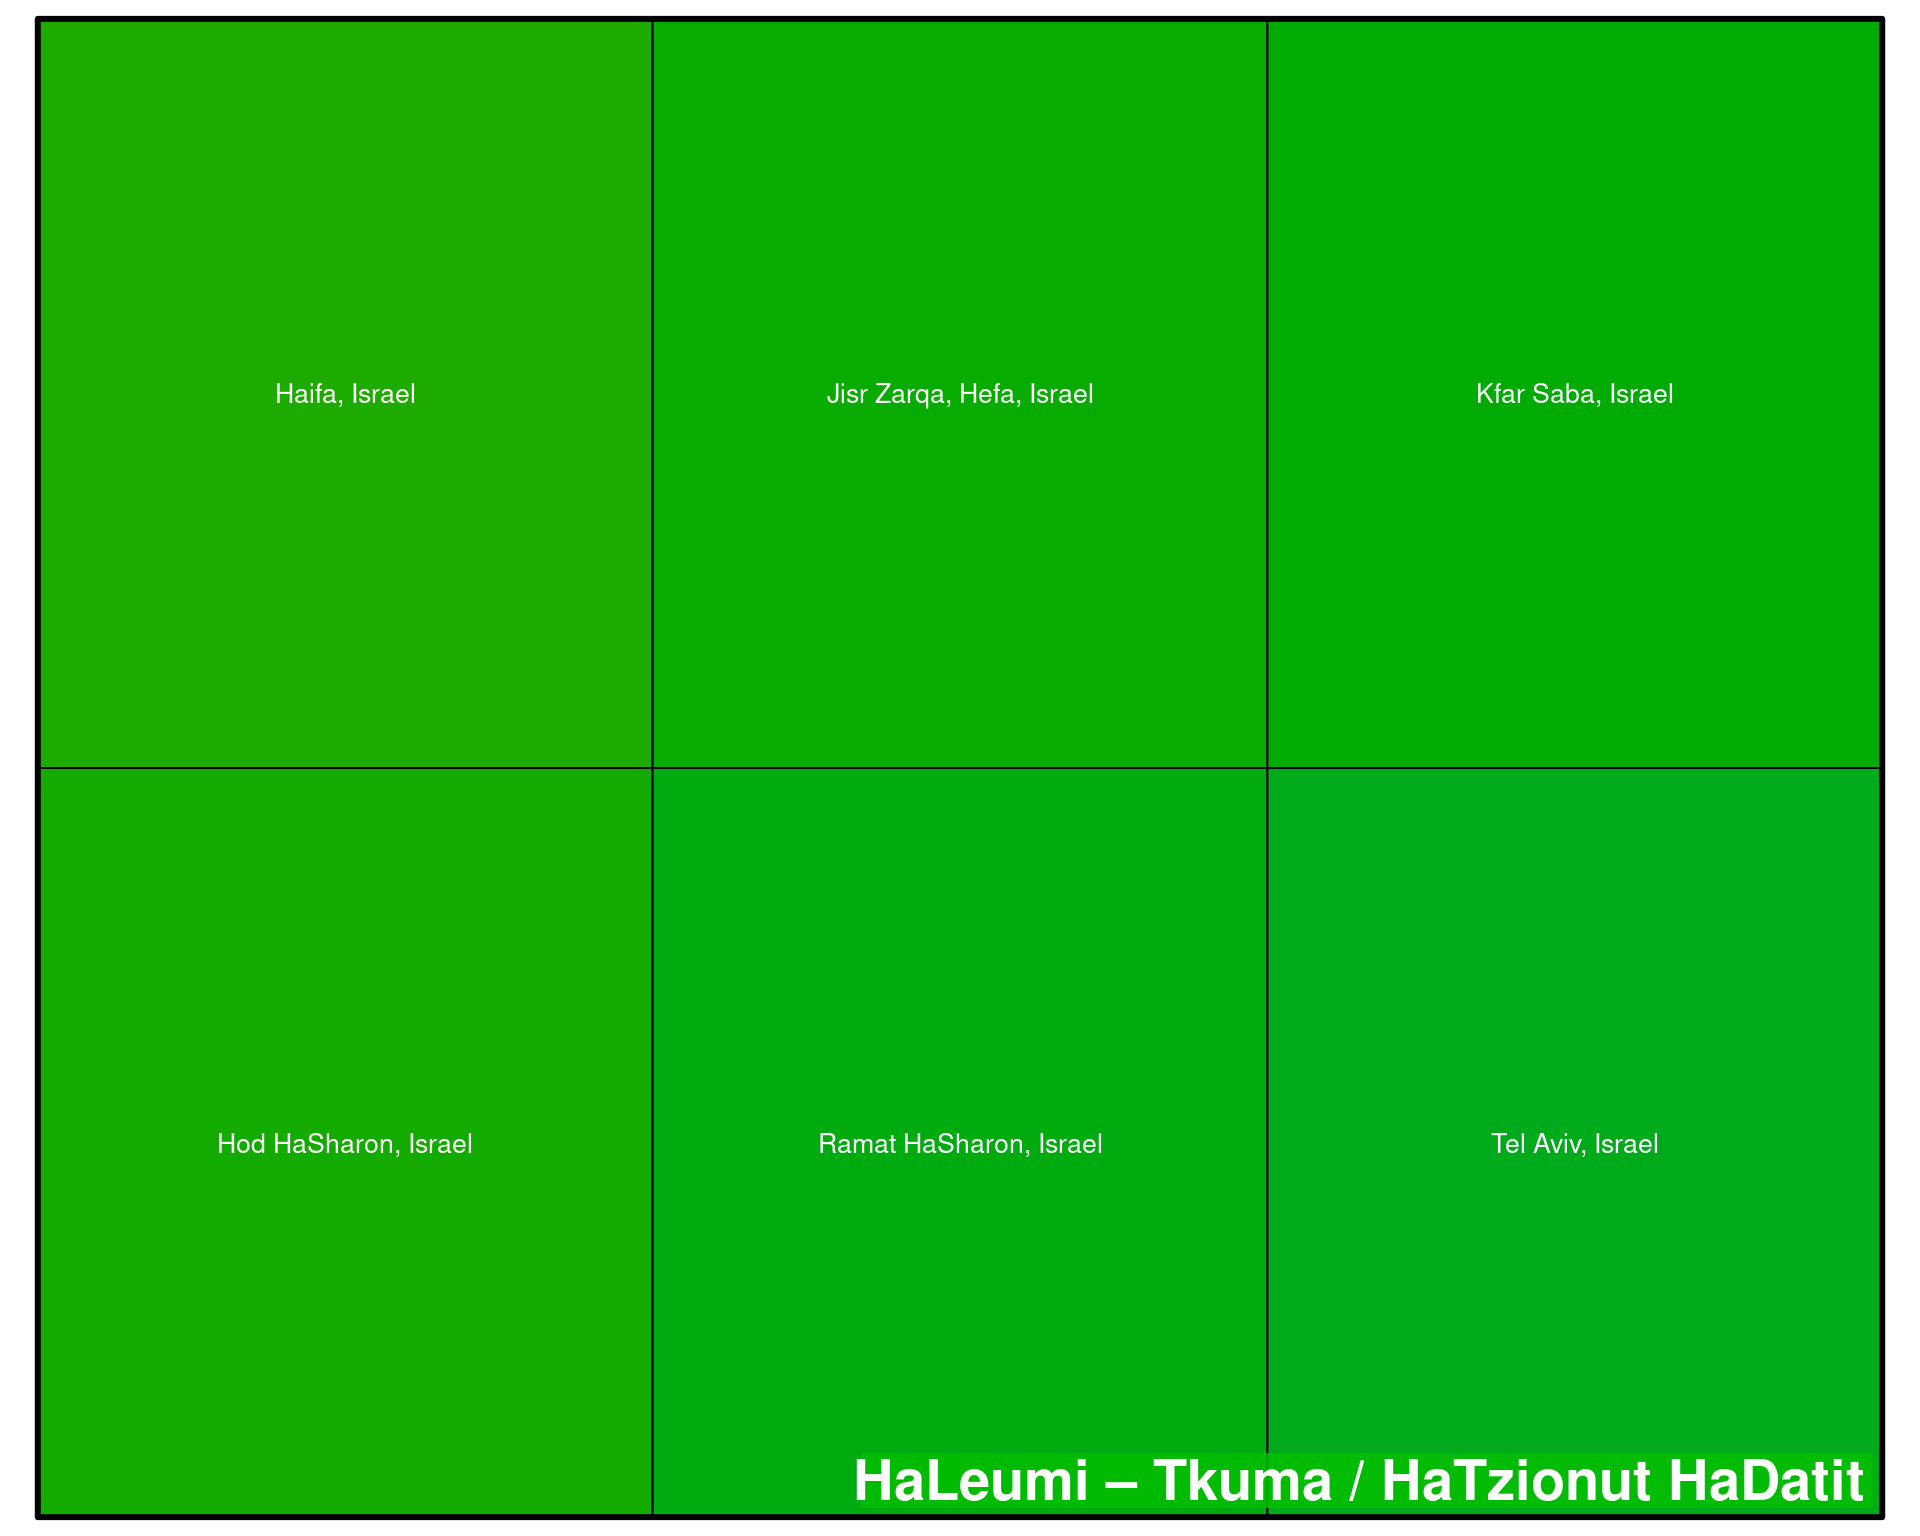 Haifa, Israel
Jisr Zarqa, Hefa, Israel
Kfar Saba, Israel
Hod HaSharon, Israel
Ramat HaSharon, Israel
Tel Aviv, Israel
HaLeumi – Tkuma / HaTzionut HaDatit